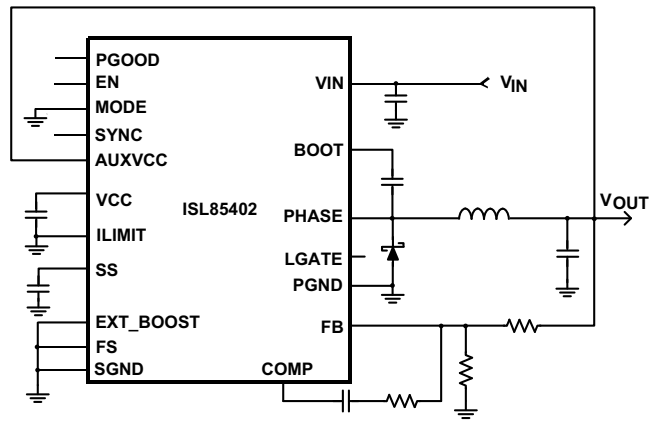 PGOOD
EN
MODE
SYNC
AUXVCC
VCC
ILIMIT
SS
EXT_BOOST
FS
SGND
ISL85402
VIN
BOOT
PHASE
LGATE
PGND
FB
COMP
VIN
VOUT